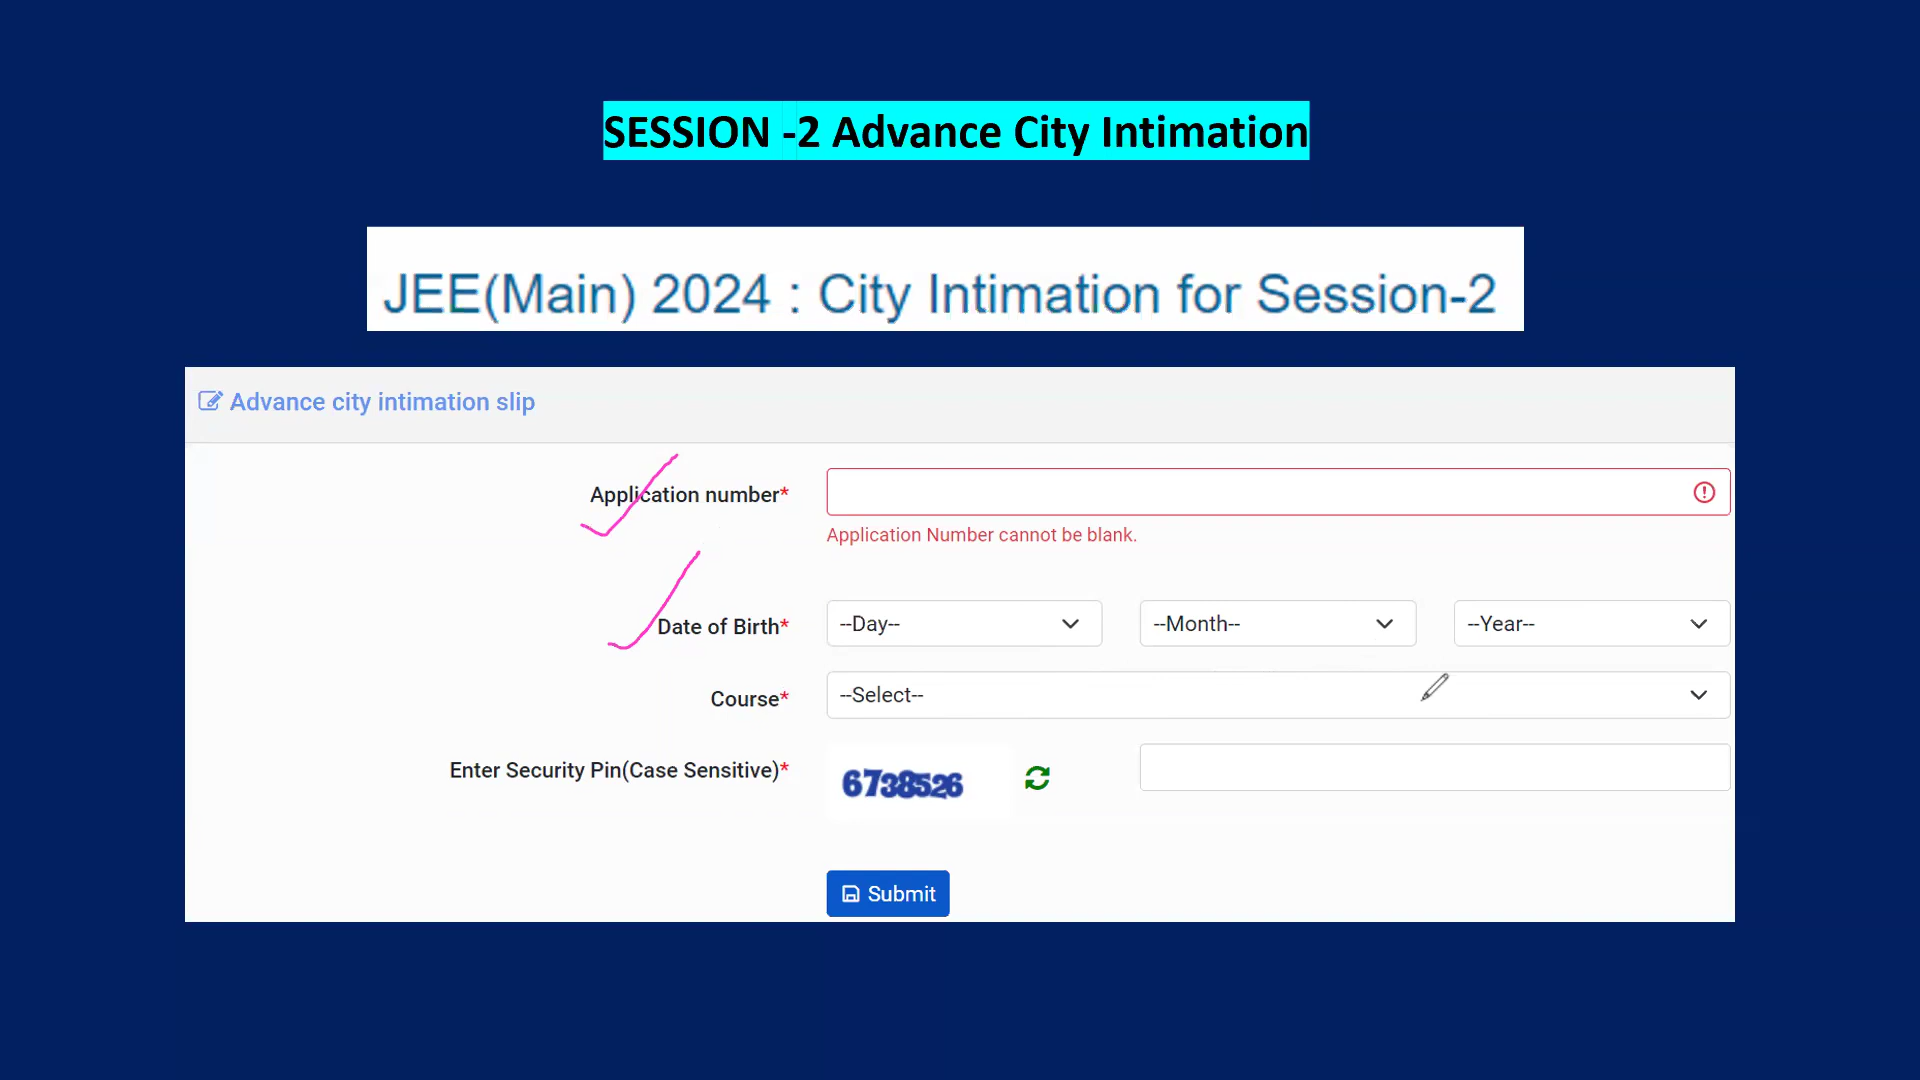 SESSION -2 Advance City Intimation
JEE(Main) 2024 : City Intimation for Session-2
Advance city intimation slip
Application number*
Application Number cannot be blank.
Date of Birth* --Day-- --Month-- --Year--
Course* --Select--
Enter Security Pin(Case Sensitive)* 6738526
Submit